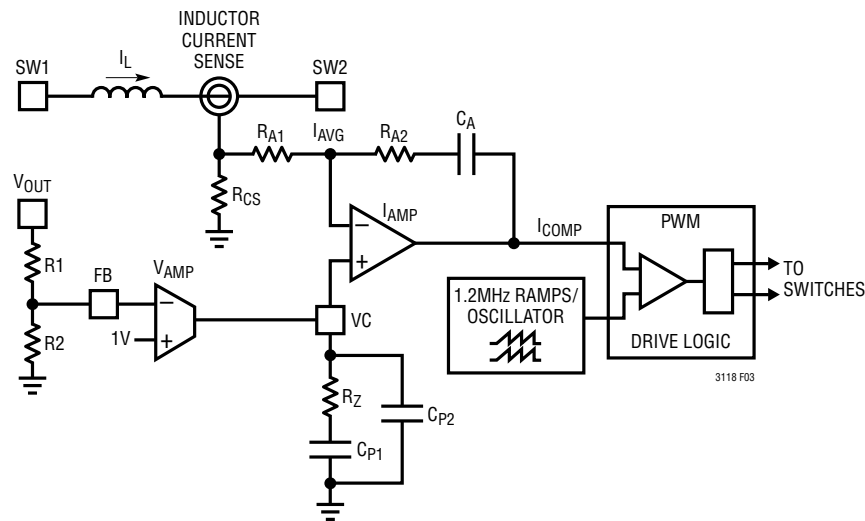 INDUCTOR
CURRENT
SENSE
SW1
I_L
SW2
R_A1
I_AVG
R_A2
C_A
R_CS
V_OUT
R1
FB
V_AMP
R2
1V
−
+
I_AMP
−
+
VC
R_Z
C_P1
C_P2
I_COMP
1.2MHz RAMPS/
OSCILLATOR
PWM
DRIVE LOGIC
TO
SWITCHES
3118 F03